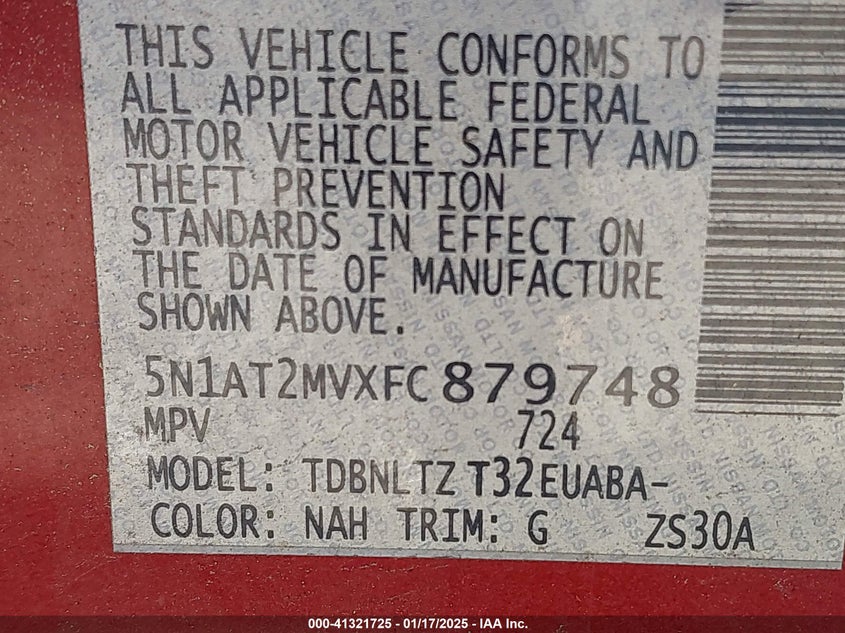 THIS VEHICLE CONFORMS TO
ALL APPLICABLE FEDERAL
MOTOR VEHICLE SAFETY AND
THEFT PREVENTION
STANDARDS IN EFFECT ON
THE DATE OF MANUFACTURE
SHOWN ABOVE.
5N1AT2MVXFC879748
MPV 724
MODEL: TDBNLTZ T32EUABA-
COLOR: NAH TRIM: G ZS30A
000-41321725 - 01/17/2025 - IAA Inc.